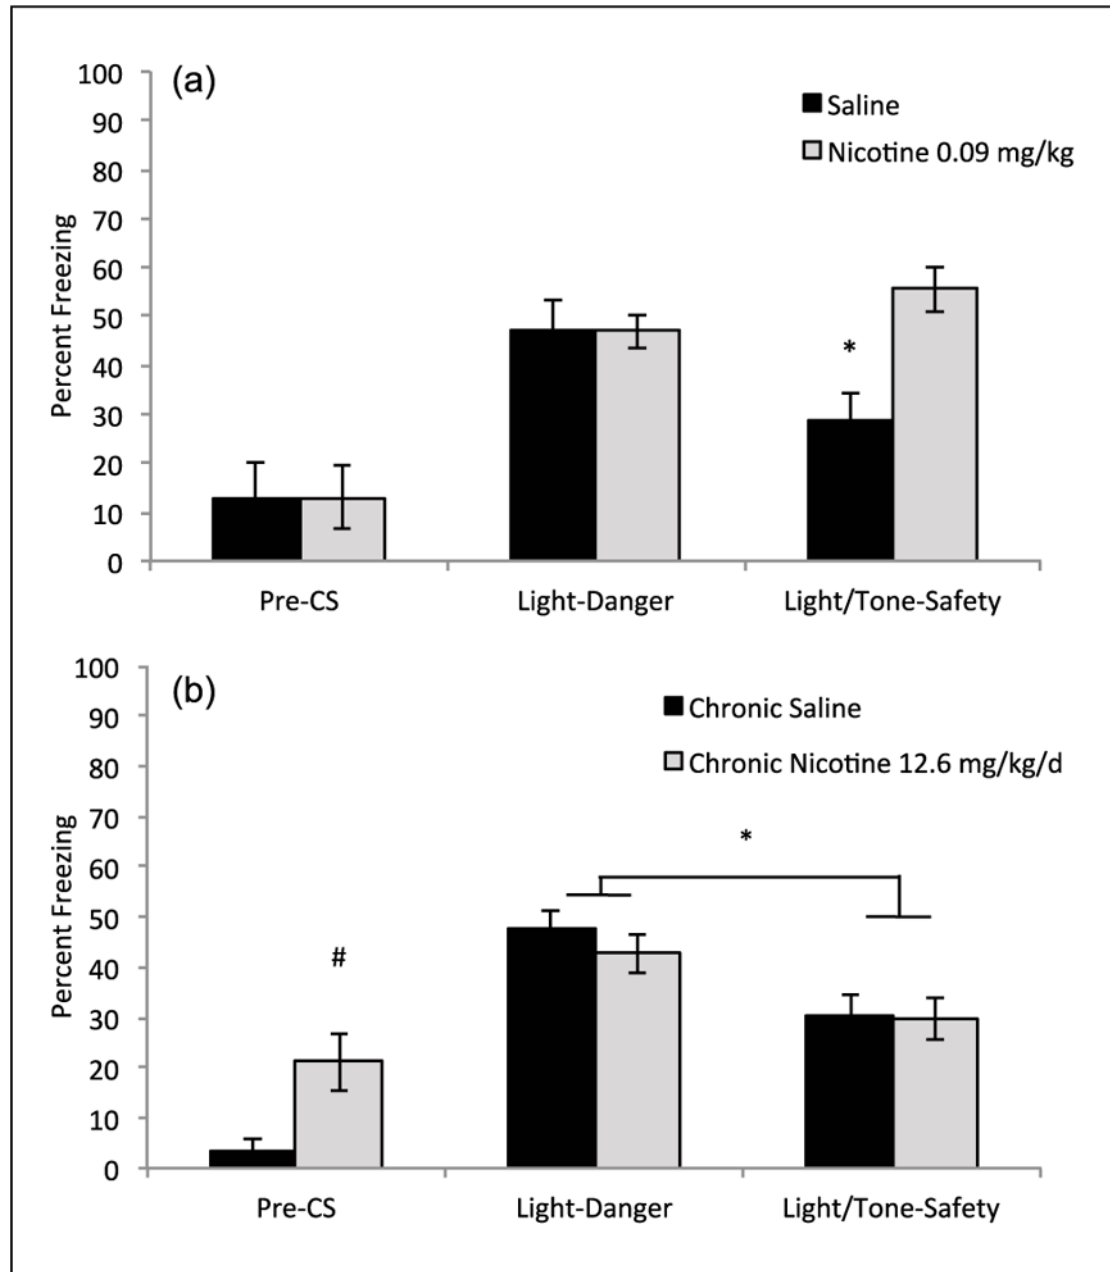 (a)
Saline
Nicotine 0.09 mg/kg
Percent Freezing
100
90
80
70
60
50
40
30
20
10
0
*
Pre-CS
Light-Danger
Light/Tone-Safety
(b)
Chronic Saline
Chronic Nicotine 12.6 mg/kg/d
Percent Freezing
100
90
80
70
60
50
40
30
20
10
0
#
*
Pre-CS
Light-Danger
Light/Tone-Safety